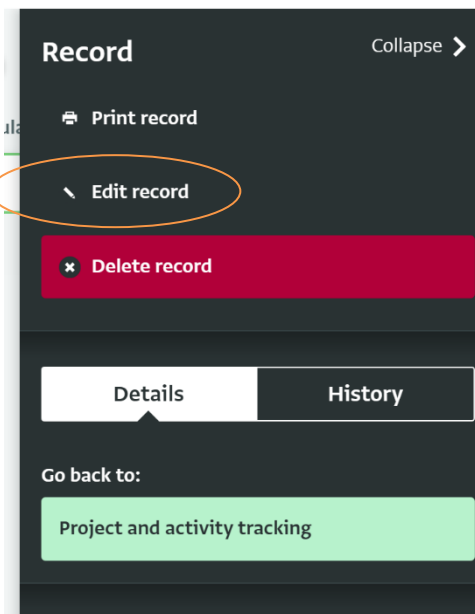 Record
Collapse
Print record
Edit record
Delete record
Details
History
Go back to:
Project and activity tracking